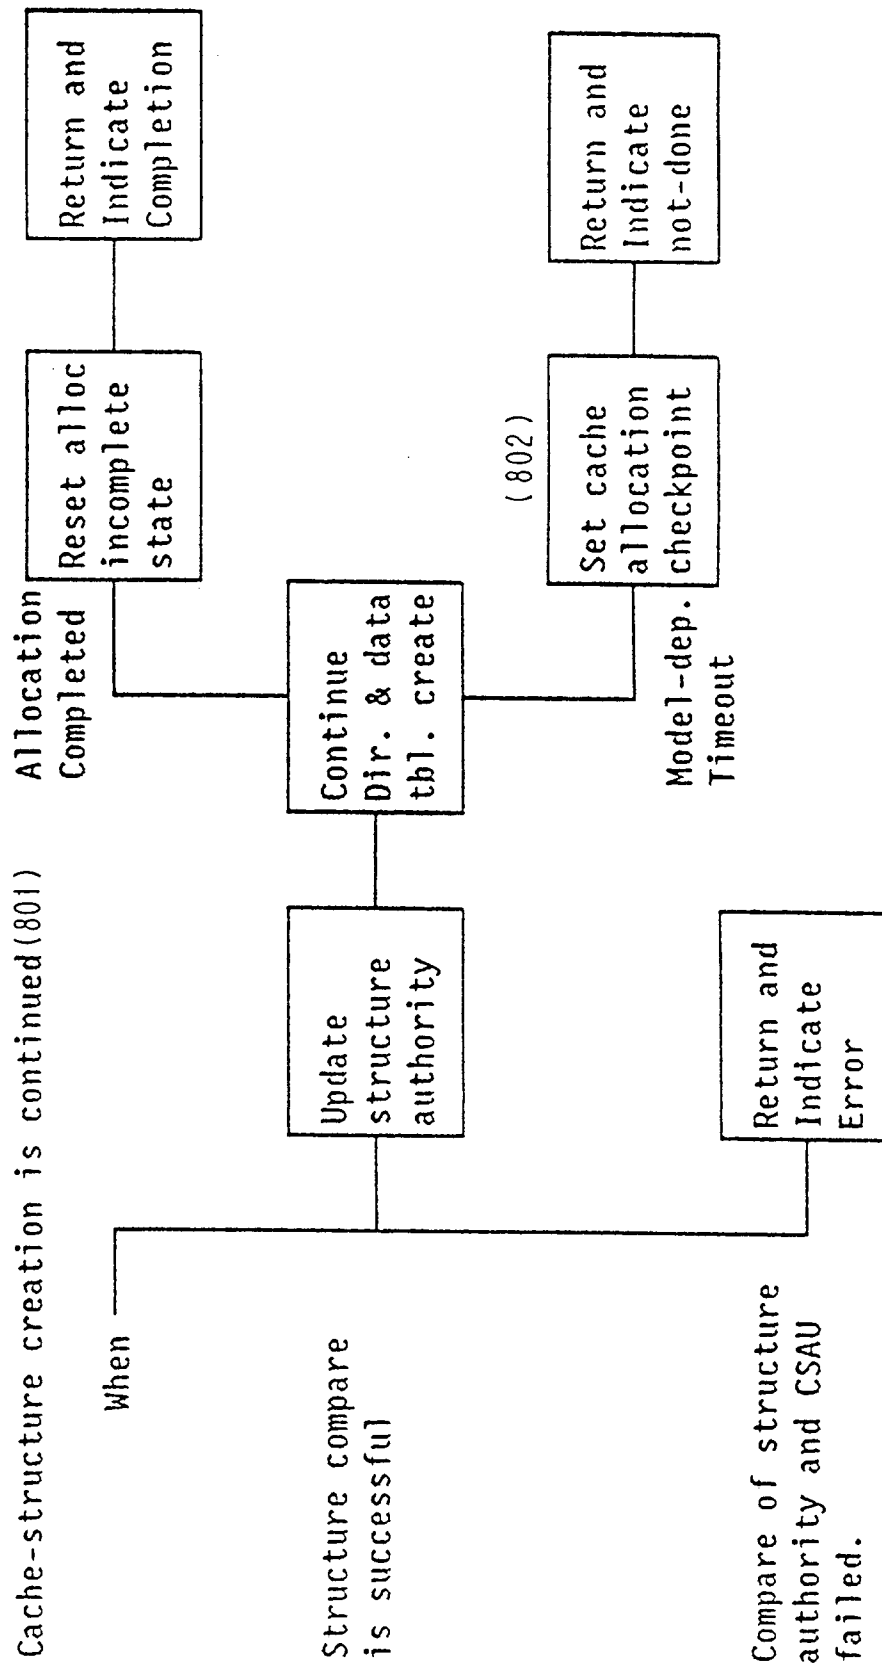 Cache-structure creation is continued(801)
When
Structure compare
is successful
Compare of structure
authority and CSAU
failed.
Update
structure
authority
Return and
Indicate
Error
Continue
Dir. & data
tbl. create
Allocation
Completed
Reset alloc
incomplete
state
Return and
Indicate
Completion
Model-dep.
Timeout
(802)
Set cache
allocation
checkpoint
Return and
Indicate
not-done